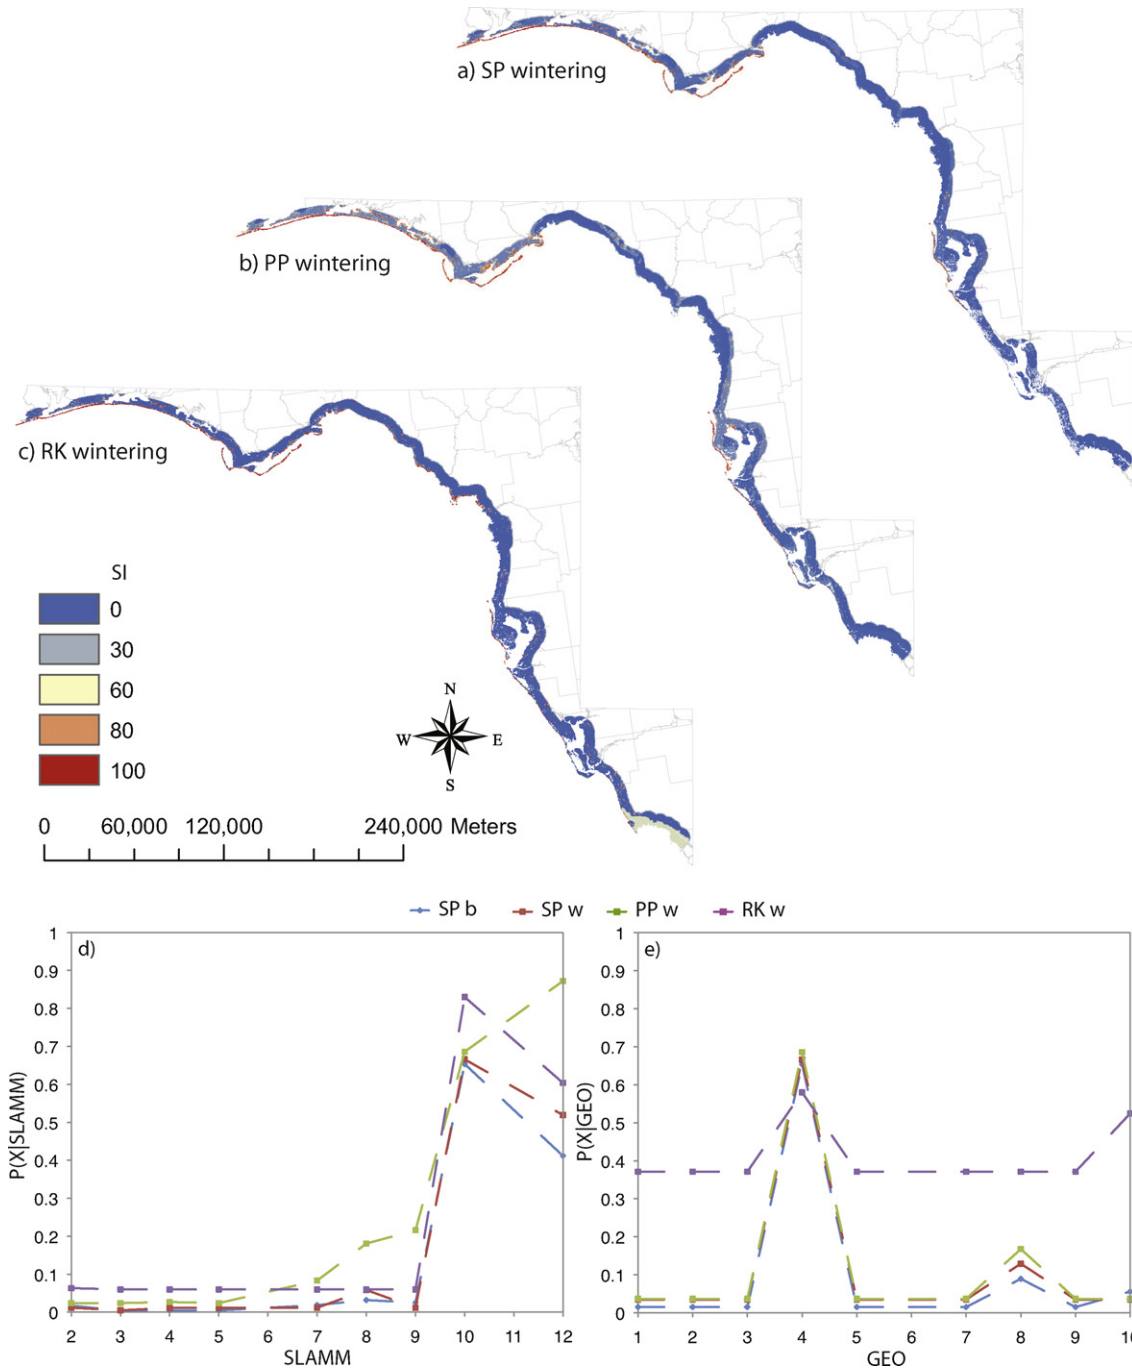 a) SP wintering
b) PP wintering
c) RK wintering
SI
0
30
60
80
100
N
W E
S
0 60,000 120,000 240,000 Meters
SP b SP w PP w RK w
d)
1
0.9
0.8
0.7
0.6
0.5
0.4
0.3
0.2
0.1
0
P(X|SLAMM)
2 3 4 5 6 7 8 9 10 11 12
SLAMM
e)
1
0.9
0.8
0.7
0.6
0.5
0.4
0.3
0.2
0.1
0
P(X|GEO)
1 2 3 4 5 6 7 8 9 10
GEO